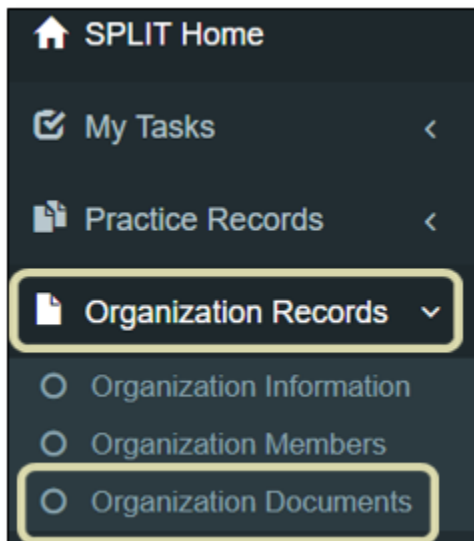 SPLIT Home
My Tasks
Practice Records
Organization Records
Organization Information
Organization Members
Organization Documents